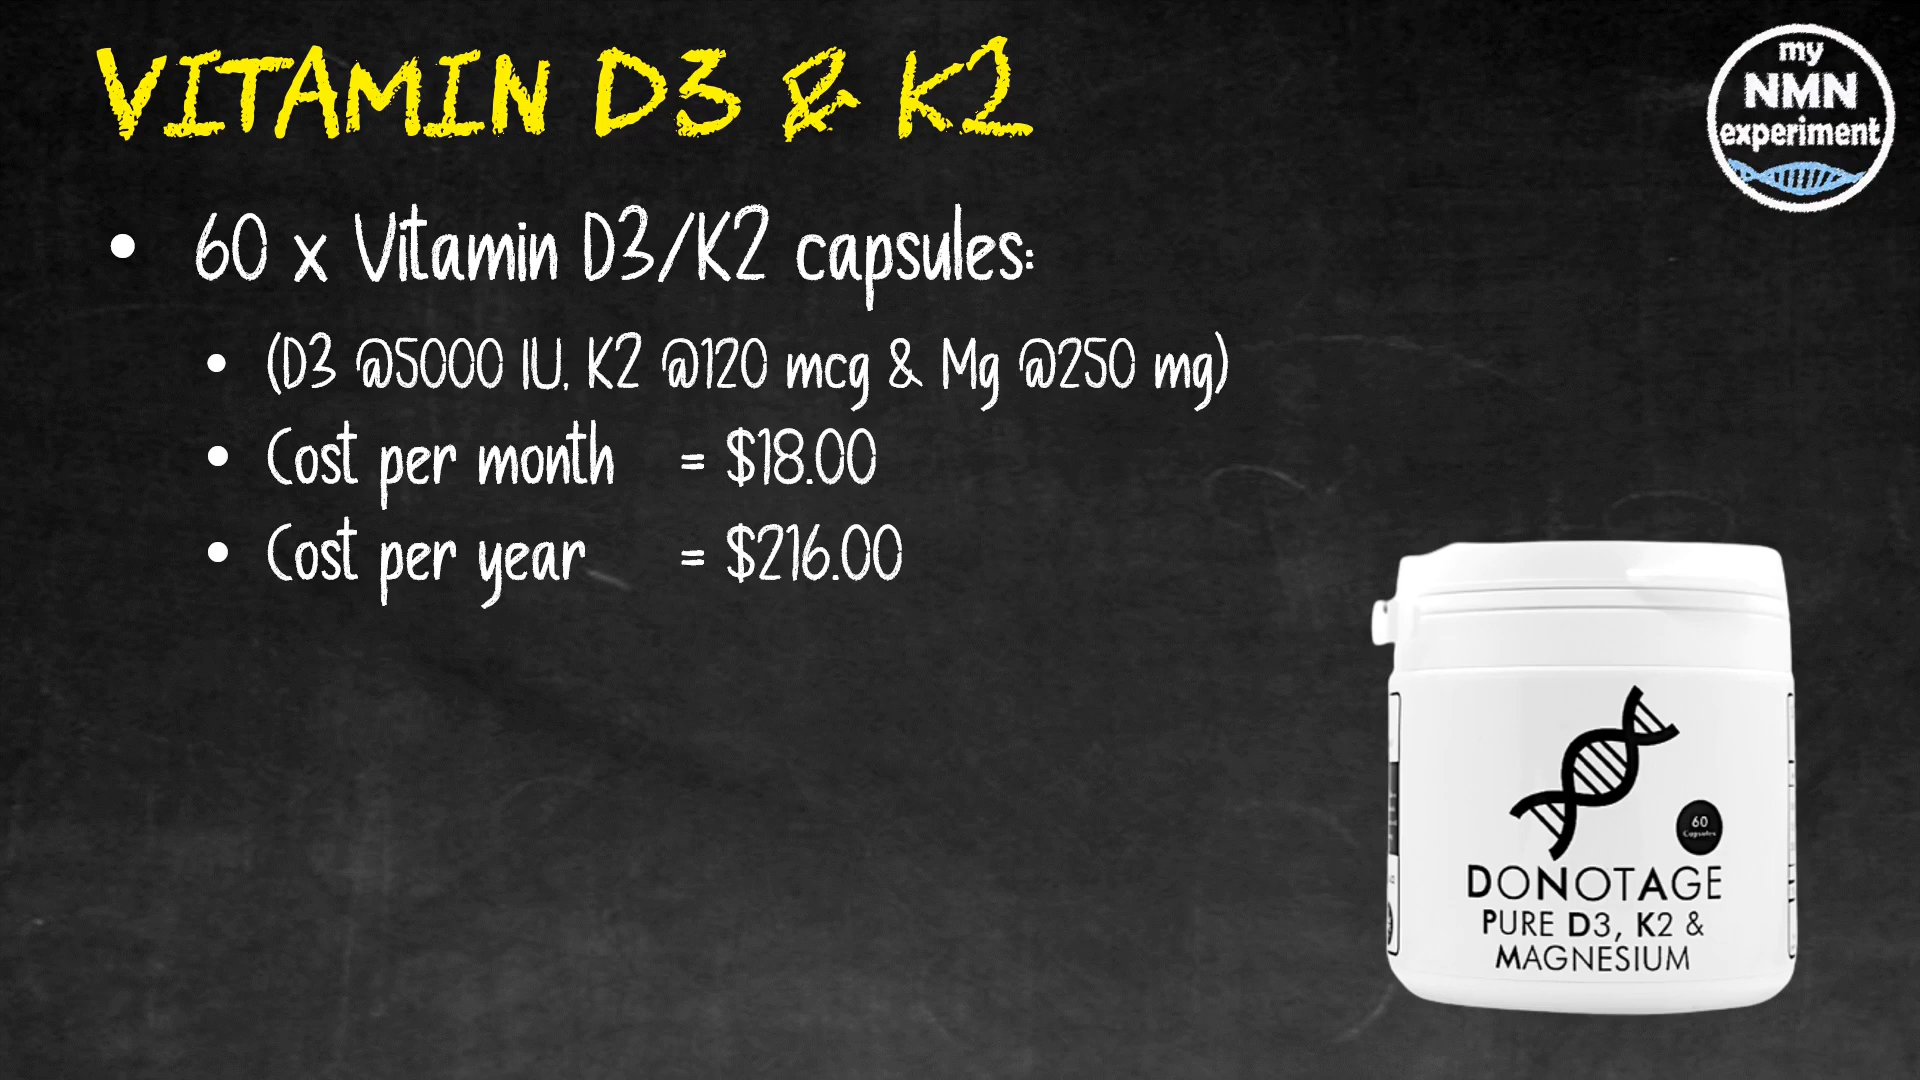 VITAMIN D3 & K2
my
NMN
experiment
• 60 x Vitamin D3/K2 capsules:
• (D3 @5000 IU, K2 @120 mcg & Mg @250 mg)
• Cost per month = $18.00
• Cost per year = $216.00
60
Capsules
DONOTAGE
PURE D3, K2 &
MAGNESIUM